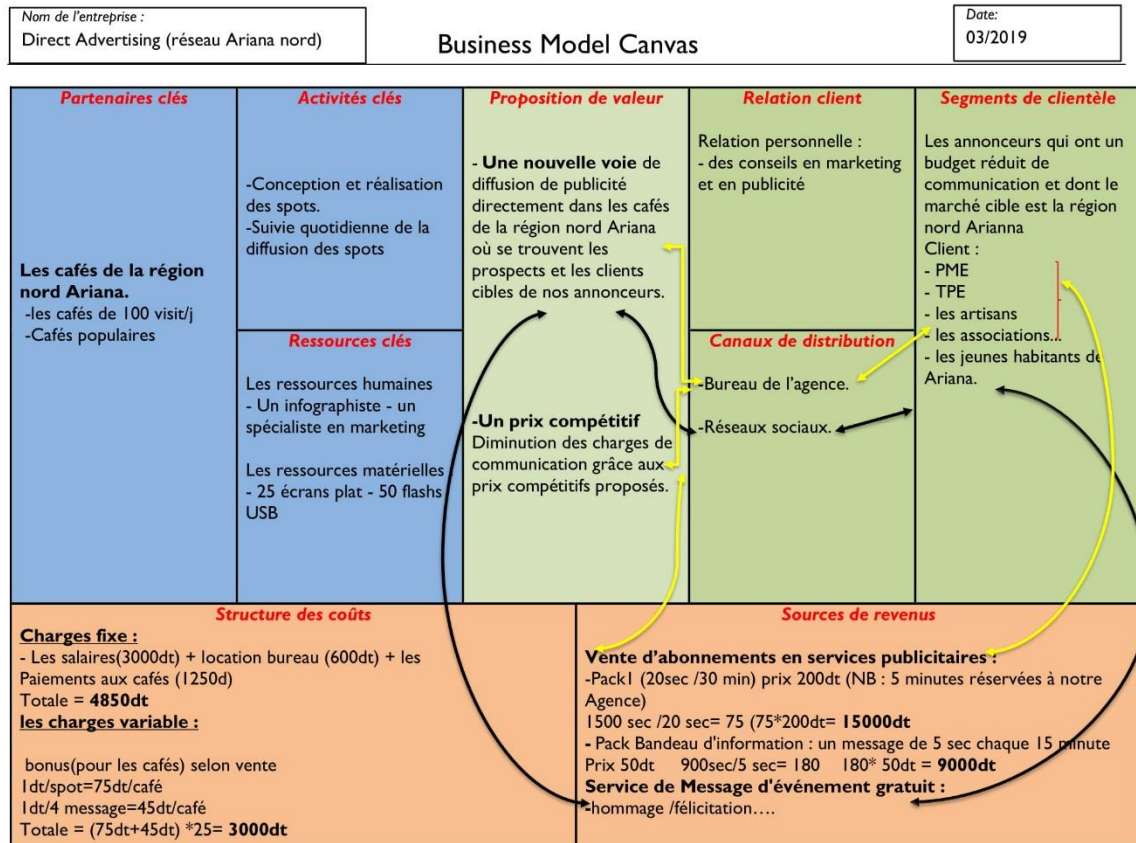 Nom de l'entreprise :
Direct Advertising (réseau Ariana nord)
Business Model Canvas
Date:
03/2019
Partenaires clés
Les cafés de la région
nord Ariana.
-les cafés de 100 visit/j
-Cafés populaires
Activités clés
-Conception et réalisation
des spots.
-Suivie quotidienne de la
diffusion des spots
Ressources clés
Les ressources humaines
- Un infographiste - un
spécialiste en marketing
Les ressources matérielles
- 25 écrans plat - 50 flashs
USB
Proposition de valeur
- Une nouvelle voie de
diffusion de publicité
directement dans les cafés
de la région nord Ariana
où se trouvent les
prospects et les clients
cibles de nos annonceurs.
-Un prix compétitif
Diminution des charges de
communication grâce aux
prix compétitifs proposés.
Relation client
Relation personnelle :
- des conseils en marketing
et en publicité
Canaux de distribution
-Bureau de l'agence.
-Réseaux sociaux.
Segments de clientèle
Les annonceurs qui ont un
budget réduit de
communication et dont le
marché cible est la région
nord Arianna
Client :
- PME
- TPE
- les artisans
- les associations...
- les jeunes habitants de
Ariana.
Structure des coûts
Charges fixe :
- Les salaires(3000dt) + location bureau (600dt) + les
Paiements aux cafés (1250d)
Totale = 4850dt
les charges variable :
bonus(pour les cafés) selon vente
1dt/spot=75dt/café
1dt/4 message=45dt/café
Totale = (75dt+45dt) *25= 3000dt
Sources de revenus
Vente d'abonnements en services publicitaires :
-Pack1 (20sec /30 min) prix 200dt (NB : 5 minutes réservées à notre
Agence)
1500 sec /20 sec= 75 (75*200dt= 15000dt
- Pack Bandeau d'information : un message de 5 sec chaque 15 minute
Prix 50dt 900sec/5 sec= 180 180* 50dt = 9000dt
Service de Message d'événement gratuit :
-hommage /félicitation….